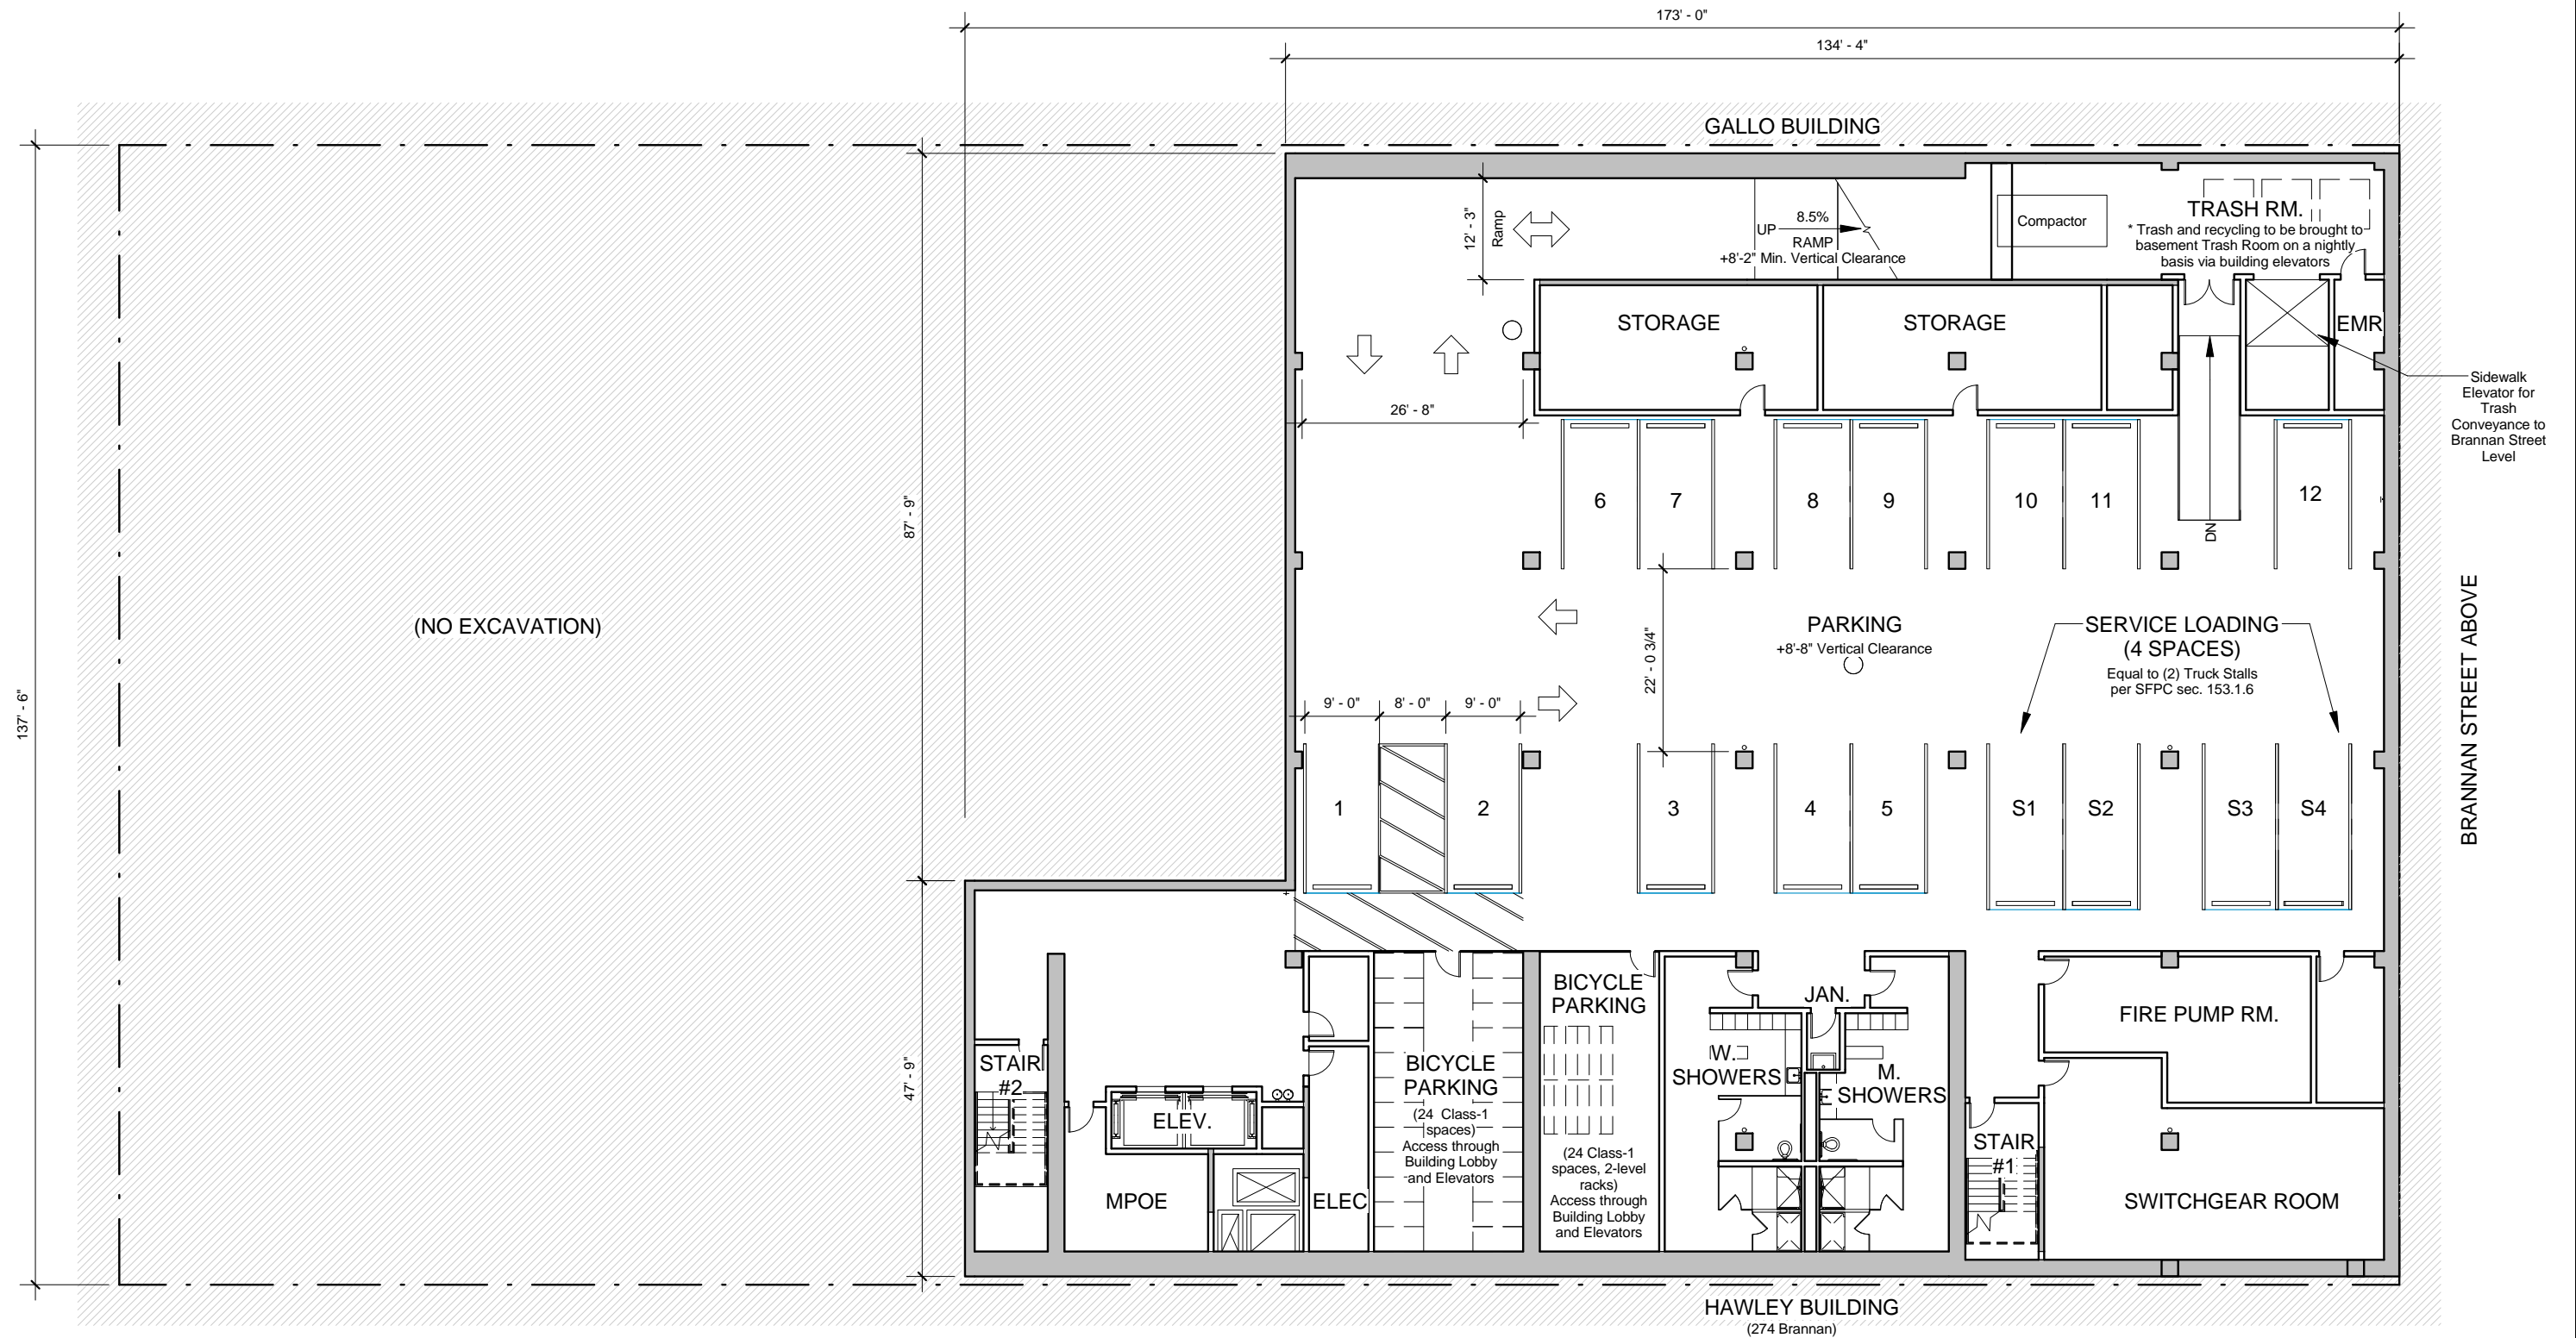 173' - 0"
134' - 4"
GALLO BUILDING
12' - 3"
Ramp
UP
8.5%
RAMP
+8'-2" Min. Vertical Clearance
Compactor
TRASH RM.
* Trash and recycling to be brought to
basement Trash Room on a nightly
basis via building elevators
STORAGE
STORAGE
EMR
Sidewalk
Elevator for
Trash
Conveyance to
Brannan Street
Level
26' - 8"
87' - 9"
6
7
8
9
10
11
12
DN
(NO EXCAVATION)
137' - 6"
22' - 0 3/4"
PARKING
+8'-8" Vertical Clearance
SERVICE LOADING
(4 SPACES)
Equal to (2) Truck Stalls
per SFPC sec. 153.1.6
BRANNAN STREET ABOVE
9' - 0"
8' - 0"
9' - 0"
1
2
3
4
5
S1
S2
S3
S4
47' - 9"
STAIR
#2
ELEV.
MPOE
ELEC
BICYCLE
PARKING
(24 Class-1
spaces)
Access through
Building Lobby
and Elevators
BICYCLE
PARKING
(24 Class-1
spaces, 2-level
racks)
Access through
Building Lobby
and Elevators
W.
SHOWERS
JAN.
M.
SHOWERS
STAIR
#1
FIRE PUMP RM.
SWITCHGEAR ROOM
HAWLEY BUILDING
(274 Brannan)